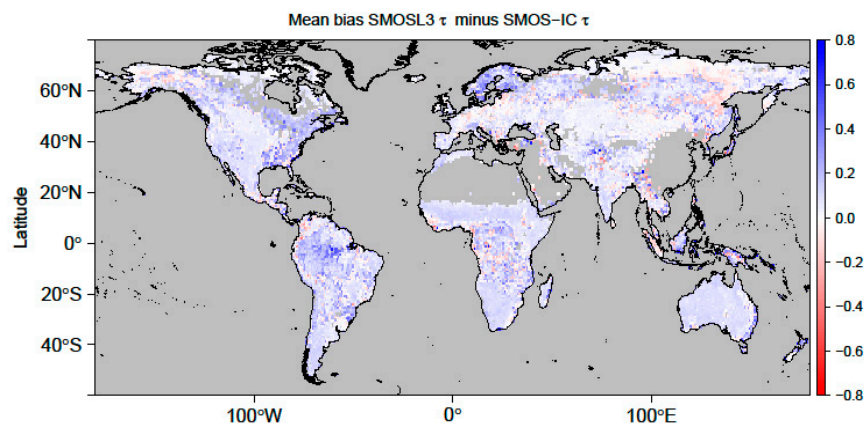 Mean bias SMOSL3 τ minus SMOS−IC τ
Latitude
60°N
40°N
20°N
0°
20°S
40°S
100°W
0°
100°E
0.8
0.6
0.4
0.2
0.0
−0.2
−0.4
−0.6
−0.8